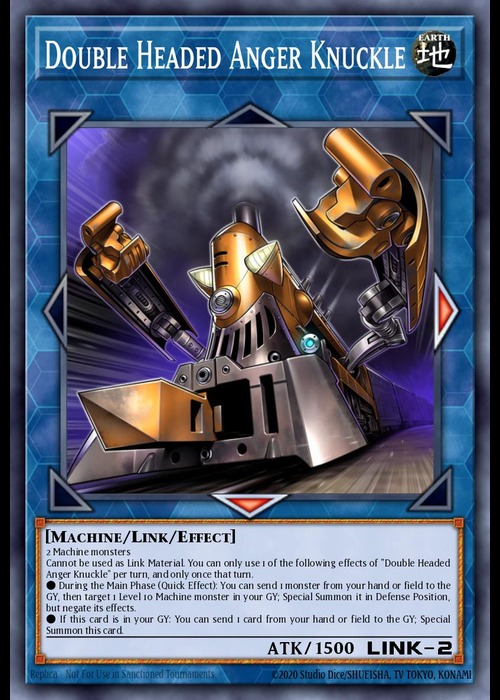 DOUBLE HEADED ANGER KNUCKLE
EARTH
地
[MACHINE/LINK/EFFECT]
2 Machine monsters
Cannot be used as Link Material. You can only use 1 of the following effects of "Double Headed
Anger Knuckle" per turn, and only once that turn.
● During the Main Phase (Quick Effect): You can send 1 monster from your hand or field to the
GY, then target 1 Level 10 Machine monster in your GY; Special Summon it in Defense Position,
but negate its effects.
● If this card is in your GY: You can send 1 card from your hand or field to the GY; Special
Summon this card.
ATK/1500 LINK-2
Replica - Not For Use in Sanctioned Tournaments. ©2020 Studio Dice/SHUEISHA, TV TOKYO, KONAMI